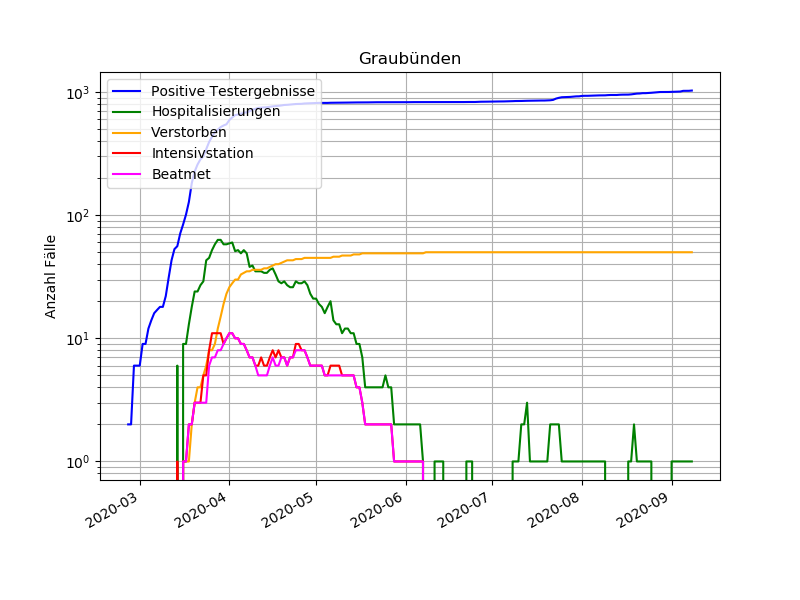 Graubünden
Positive Testergebnisse
Hospitalisierungen
Verstorben
Intensivstation
Beatmet
Anzahl Fälle
10³
10²
10¹
10⁰
2020-03
2020-04
2020-05
2020-06
2020-07
2020-08
2020-09